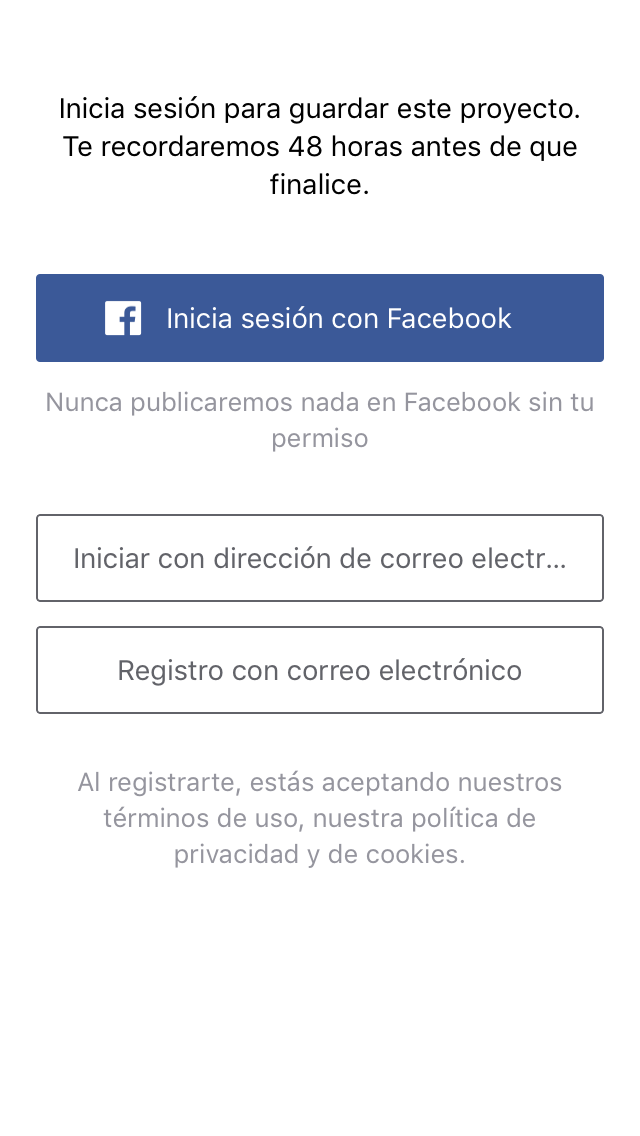 Inicia sesión para guardar este proyecto.
Te recordaremos 48 horas antes de que
finalice.
Inicia sesión con Facebook
Nunca publicaremos nada en Facebook sin tu
permiso
Iniciar con dirección de correo electr...
Registro con correo electrónico
Al registrarte, estás aceptando nuestros
términos de uso, nuestra política de
privacidad y de cookies.